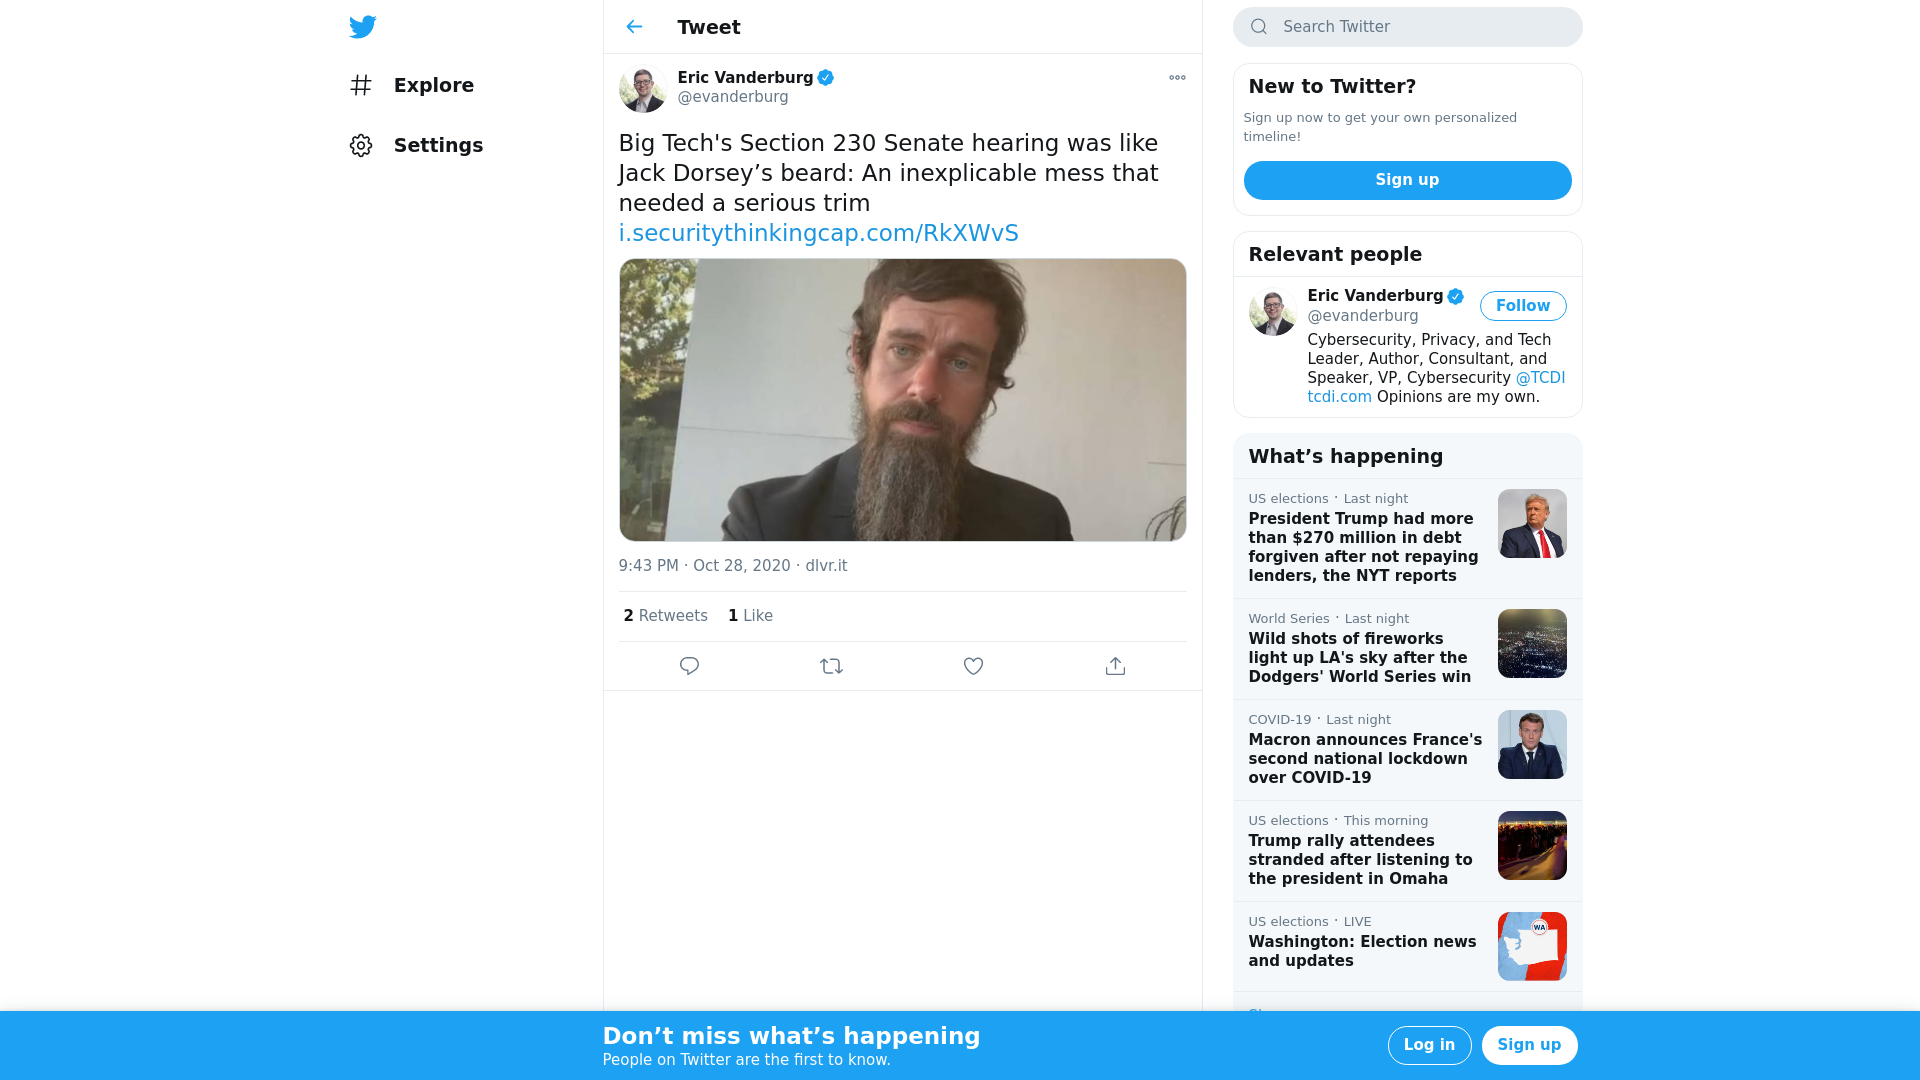 Explore
Settings
Tweet
Eric Vanderburg
@evanderburg
Big Tech's Section 230 Senate hearing was like
Jack Dorsey’s beard: An inexplicable mess that
needed a serious trim
i.securitythinkingcap.com/RkXWvS
9:43 PM · Oct 28, 2020 · dlvr.it
2 Retweets 1 Like
Search Twitter
New to Twitter?
Sign up now to get your own personalized
timeline!
Sign up
Relevant people
Eric Vanderburg
@evanderburg
Follow
Cybersecurity, Privacy, and Tech
Leader, Author, Consultant, and
Speaker, VP, Cybersecurity @TCDI
tcdi.com Opinions are my own.
What’s happening
US elections · Last night
President Trump had more
than $270 million in debt
forgiven after not repaying
lenders, the NYT reports
World Series · Last night
Wild shots of fireworks
light up LA's sky after the
Dodgers' World Series win
COVID-19 · Last night
Macron announces France's
second national lockdown
over COVID-19
US elections · This morning
Trump rally attendees
stranded after listening to
the president in Omaha
US elections · LIVE
Washington: Election news
and updates
WA
Don’t miss what’s happening
People on Twitter are the first to know.
Log in
Sign up